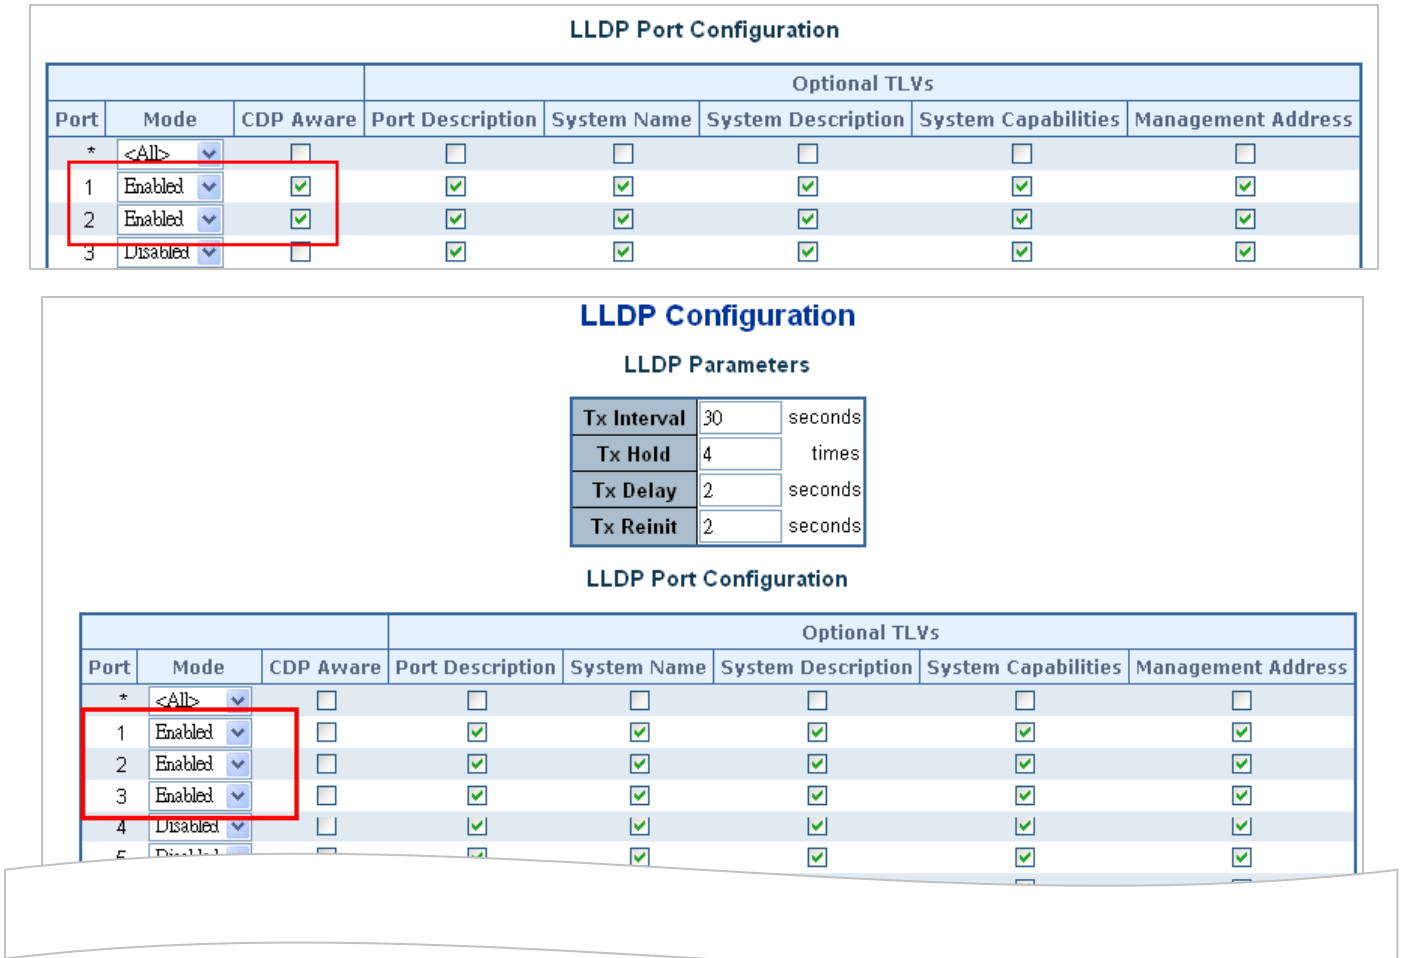 LLDP Port Configuration
Optional TLVs
Port Mode CDP Aware Port Description System Name System Description System Capabilities Management Address
* <All>
1 Enabled
2 Enabled
3 Disabled
LLDP Configuration
LLDP Parameters
Tx Interval 30 seconds
Tx Hold 4 times
Tx Delay 2 seconds
Tx Reinit 2 seconds
LLDP Port Configuration
Optional TLVs
Port Mode CDP Aware Port Description System Name System Description System Capabilities Management Address
* <All>
1 Enabled
2 Enabled
3 Enabled
4 Disabled